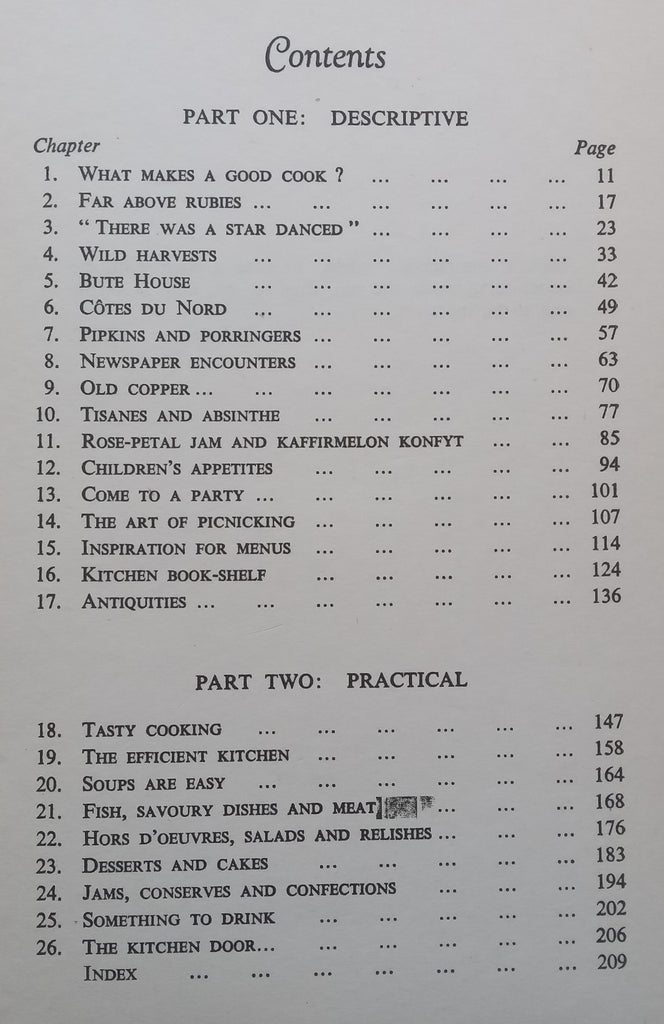 Contents
PART ONE: DESCRIPTIVE
Chapter Page
1. WHAT MAKES A GOOD COOK ? ... ... ... ... 11
2. FAR ABOVE RUBIES ... ... ... ... ... ... 17
3. “ THERE WAS A STAR DANCED ” ... ... ... ... 23
4. WILD HARVESTS ... ... ... ... ... ... 33
5. BUTE HOUSE ... ... ... ... ... ... 42
6. CÔTES DU NORD ... ... ... ... ... ... 49
7. PIPKINS AND PORRINGERS ... ... ... ... ... 57
8. NEWSPAPER ENCOUNTERS ... ... ... ... ... 63
9. OLD COPPER ... ... ... ... ... ... ... 70
10. TISANES AND ABSINTHE ... ... ... ... ... 77
11. ROSE-PETAL JAM AND KAFFIRMELON KONFYT ... ... 85
12. CHILDREN'S APPETITES ... ... ... ... ... 94
13. COME TO A PARTY ... ... ... ... ... ... 101
14. THE ART OF PICNICKING ... ... ... ... ... 107
15. INSPIRATION FOR MENUS ... ... ... ... ... 114
16. KITCHEN BOOK-SHELF ... ... ... ... ... 124
17. ANTIQUITIES ... ... ... ... ... ... ... 136
PART TWO: PRACTICAL
18. TASTY COOKING ... ... ... ... ... ... 147
19. THE EFFICIENT KITCHEN ... ... ... ... ... 158
20. SOUPS ARE EASY ... ... ... ... ... ... 164
21. FISH, SAVOURY DISHES AND MEAT ... ... ... ... 168
22. HORS D'OEUVRES, SALADS AND RELISHES ... ... ... 176
23. DESSERTS AND CAKES ... ... ... ... ... 183
24. JAMS, CONSERVES AND CONFECTIONS ... ... ... 194
25. SOMETHING TO DRINK ... ... ... ... ... 202
26. THE KITCHEN DOOR ... ... ... ... ... ... 206
INDEX ... ... ... ... ... ... ... 209